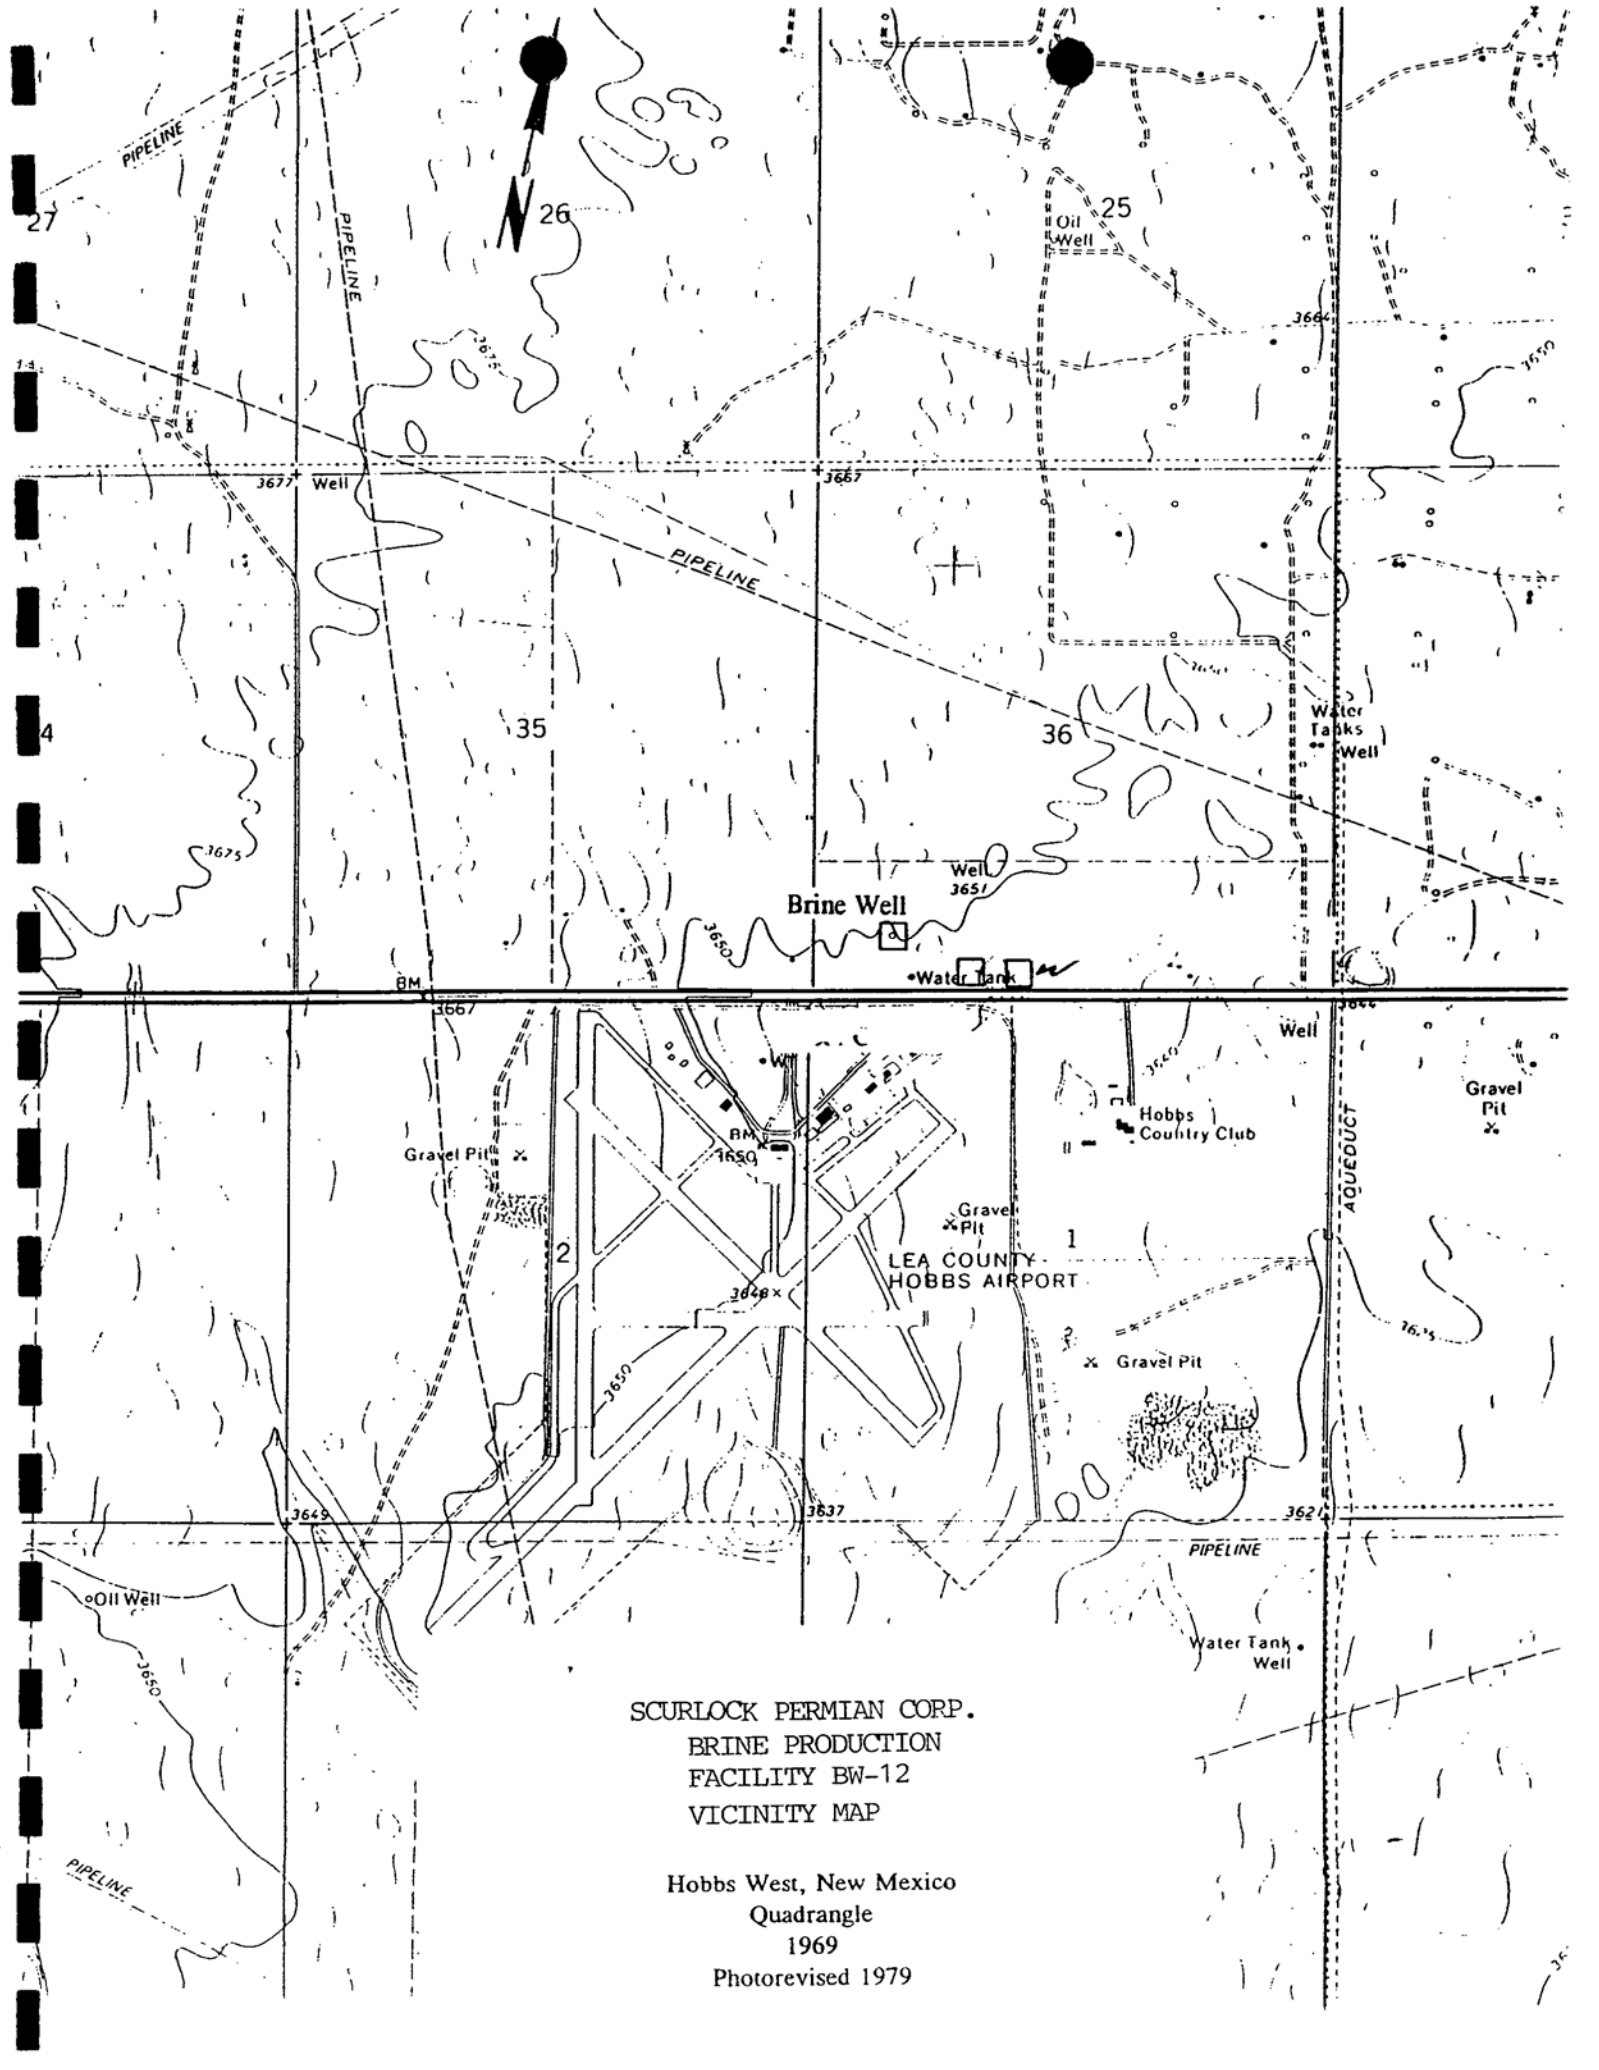 PIPELINE
27
N
26
PIPELINE
Oil
Well
25
3664
3675
3550
3677
Well
3667
PIPELINE
4
35
36
Water
Tanks
Well
3675
Well
3651
Brine Well
3650
Water Tank
BM
3667
3644
Well
Gravel
Pit
Hobbs
Country Club
BM
Gravel Pit
AQUEDUCT
Gravel
Pit
2
1
LEA COUNTY
HOBBS AIRPORT
3648
Gravel Pit
3650
3649
3637
3624
PIPELINE
Oil Well
Water Tank
Well
3650
SCURLOCK PERMIAN CORP.
BRINE PRODUCTION
FACILITY BW-12
VICINITY MAP
PIPELINE
Hobbs West, New Mexico
Quadrangle
1969
Photorevised 1979